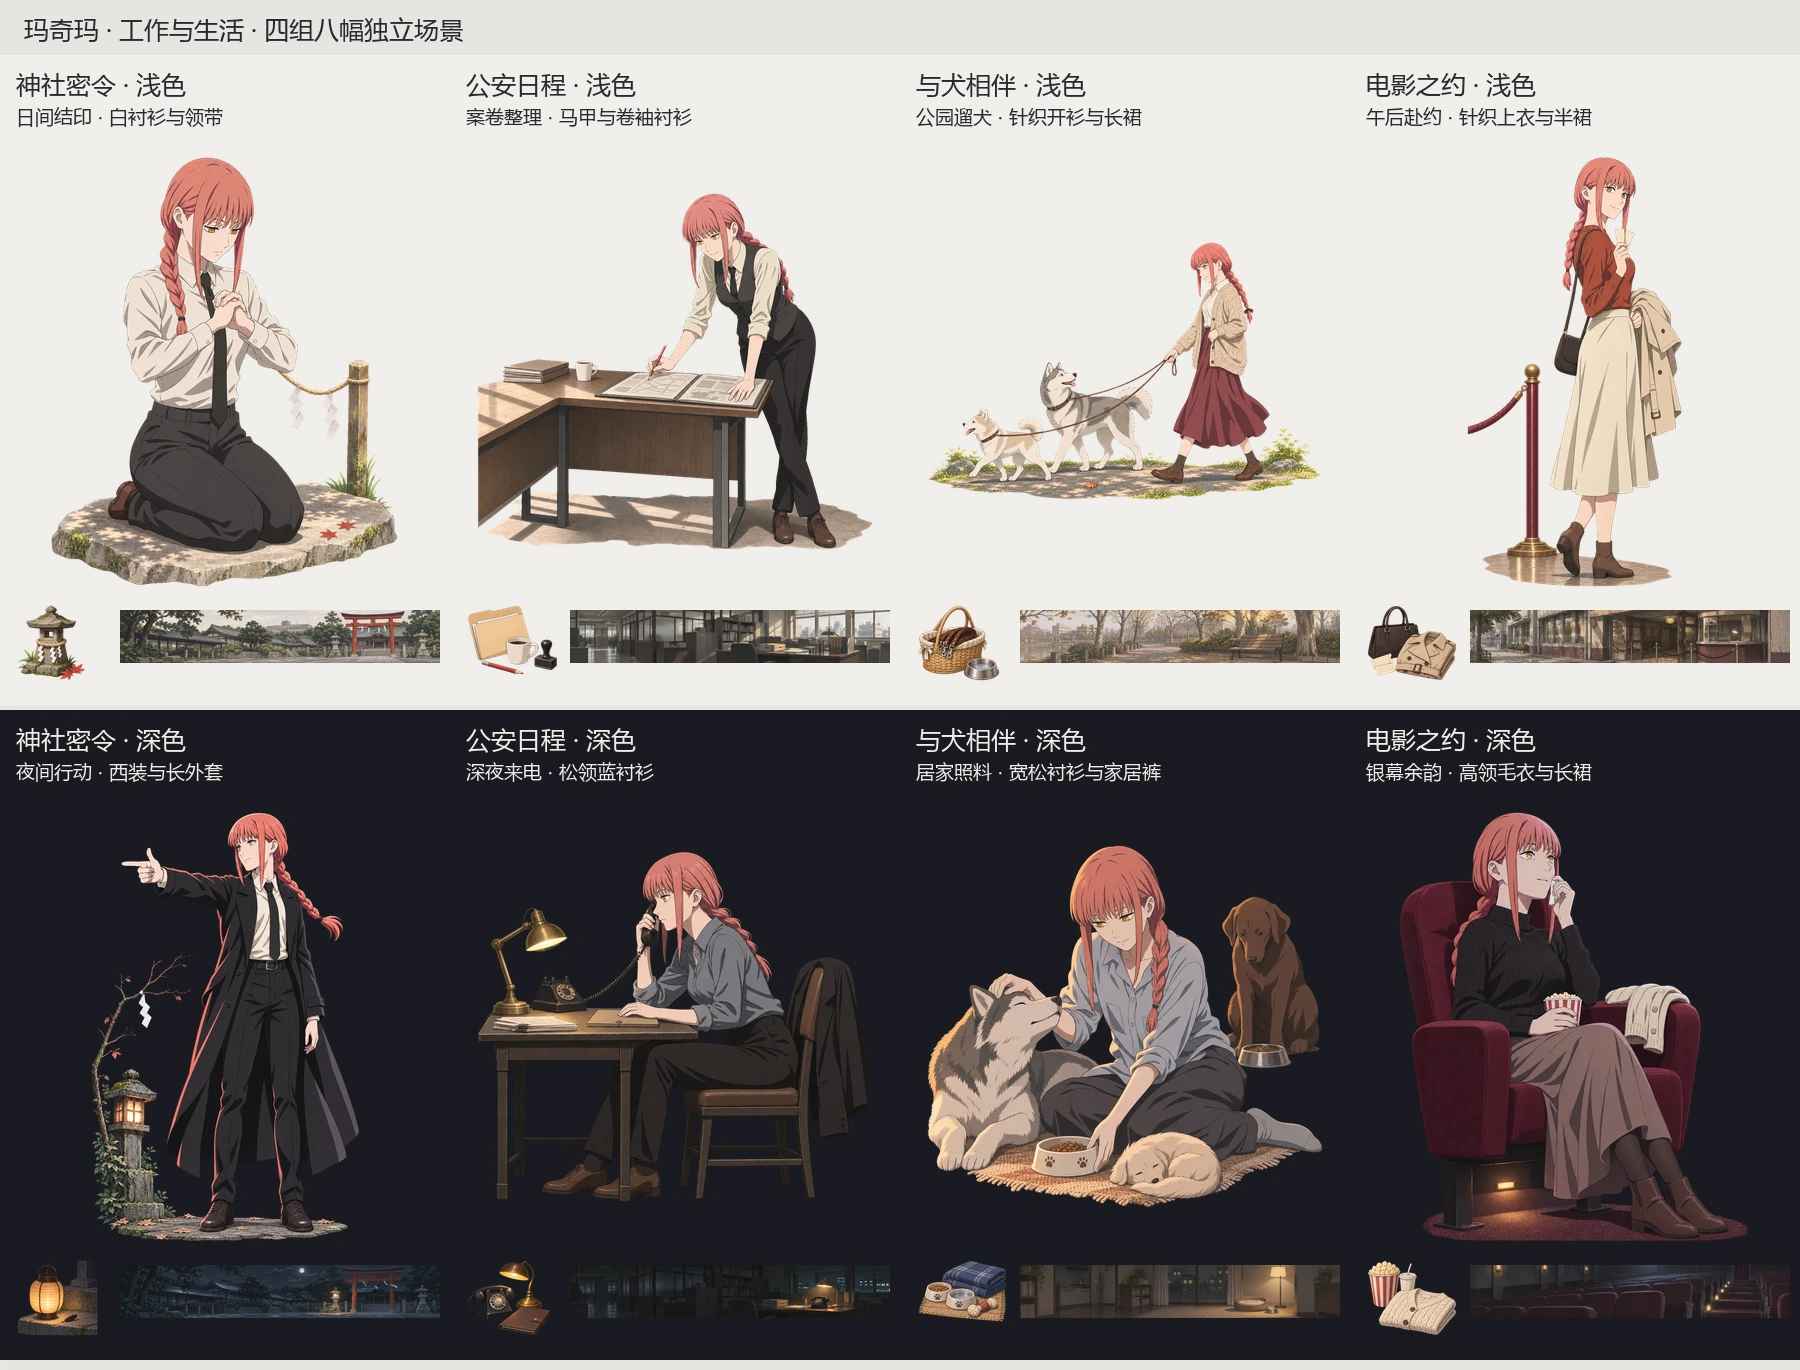 玛奇玛 · 工作与生活 · 四组八幅独立场景
神社密令 · 浅色
日间结印 · 白衬衫与领带
公安日程 · 浅色
案卷整理 · 马甲与卷袖衬衫
与犬相伴 · 浅色
公园遛犬 · 针织开衫与长裙
电影之约 · 浅色
午后赴约 · 针织上衣与半裙
神社密令 · 深色
夜间行动 · 西装与长外套
公安日程 · 深色
深夜来电 · 松领蓝衬衫
与犬相伴 · 深色
居家照料 · 宽松衬衫与家居裤
电影之约 · 深色
银幕余韵 · 高领毛衣与长裙